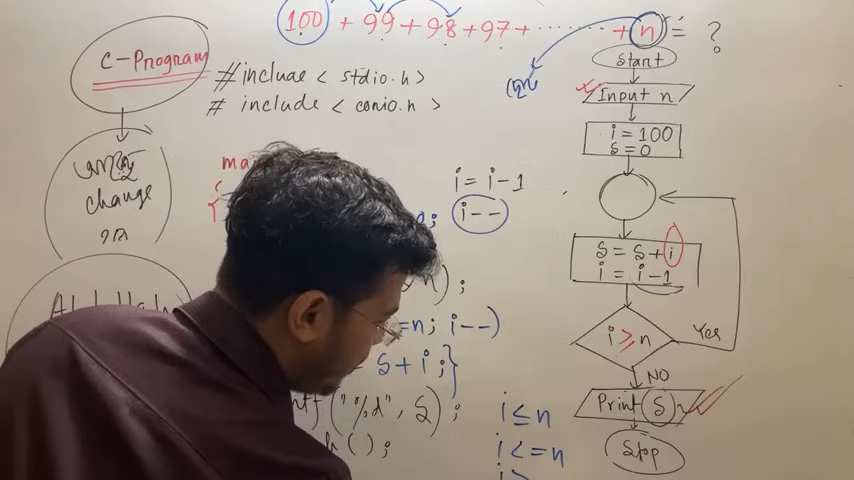 100 + 99 + 98 + 97 + ........ + n = ?
C-Program
#include < stdio.h >
# include < conio.h >
change
i = i-1
i--
);
=n; i--)
S + i ;}
ntf ("%d", S) ;
h () ;
i ≤ n
i <= n
Start
Input n
i = 100
s = 0
S = S + i
i = i-1
i ≥ n
Yes
NO
Print (S)
Stop